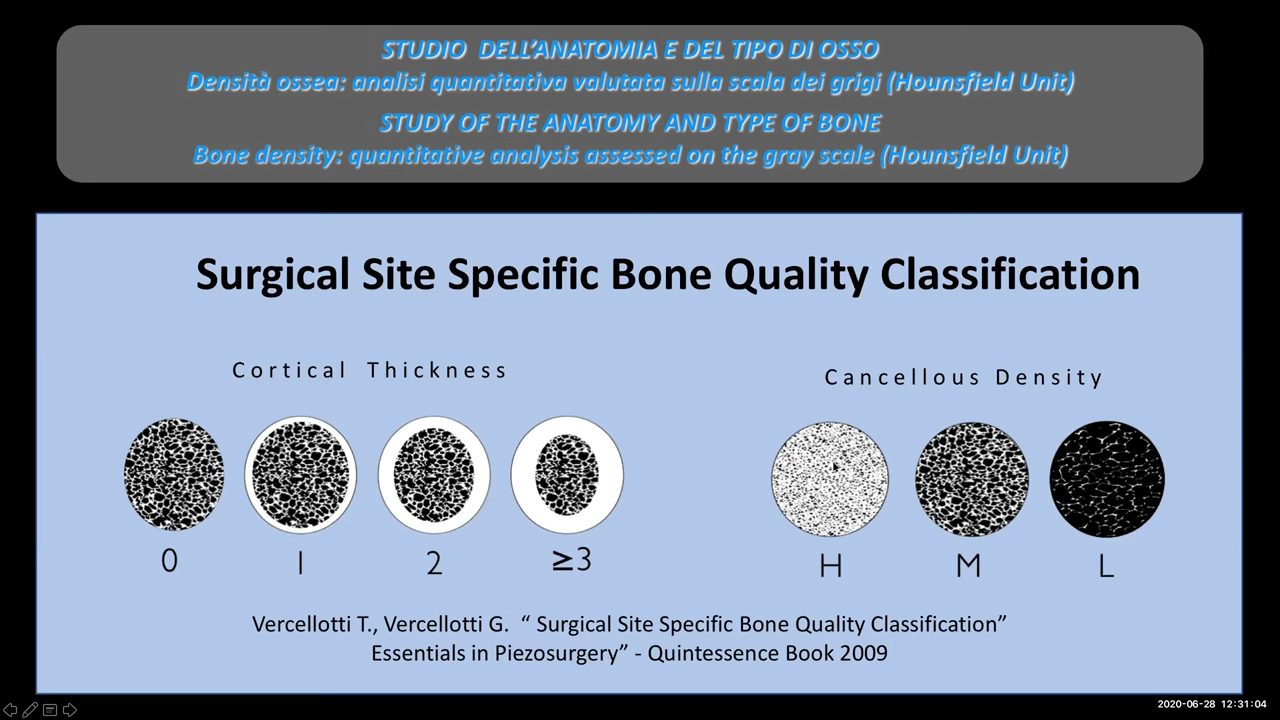 STUDIO DELL'ANATOMIA E DEL TIPO DI OSSO
Densità ossea: analisi quantitativa valutata sulla scala dei grigi (Hounsfield Unit)
STUDY OF THE ANATOMY AND TYPE OF BONE
Bone density: quantitative analysis assessed on the gray scale (Hounsfield Unit)
Surgical Site Specific Bone Quality Classification
Cortical Thickness
Cancellous Density
0 1 2 ≥3
H M L
Vercellotti T., Vercellotti G. “ Surgical Site Specific Bone Quality Classification”
Essentials in Piezosurgery” - Quintessence Book 2009
2020-06-28 12:31:04